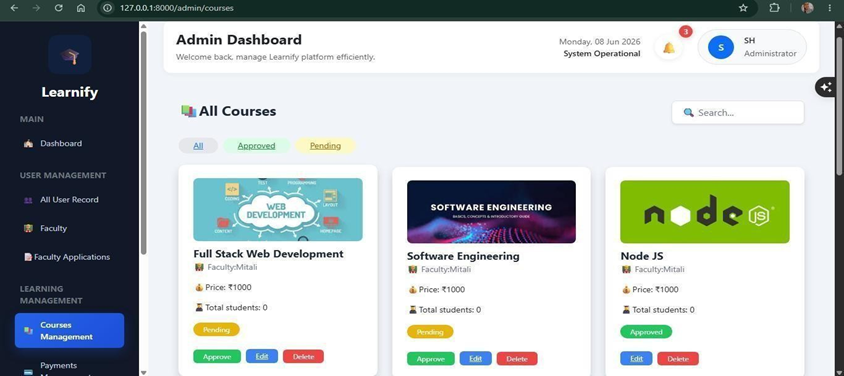 127.0.0.1:8000/admin/courses
Learnify
MAIN
Dashboard
USER MANAGEMENT
All User Record
Faculty
Faculty Applications
LEARNING
MANAGEMENT
Courses
Management
Payments
Admin Dashboard
Welcome back, manage Learnify platform efficiently.
Monday, 08 Jun 2026
System Operational
3
S
SH
Administrator
All Courses
Search...
All
Approved
Pending
WEB
DEVELOPMENT
Full Stack Web Development
Faculty:Mitali
Price: ₹1000
Total students: 0
Pending
Approve
Edit
Delete
SOFTWARE ENGINEERING
BASICS, CONCEPTS & INTRODUCTORY GUIDE
Software Engineering
Faculty:Mitali
Price: ₹1000
Total students: 0
Pending
Approve
Edit
Delete
node
JS
Node JS
Faculty:Mitali
Price: ₹1000
Total students: 0
Approved
Edit
Delete